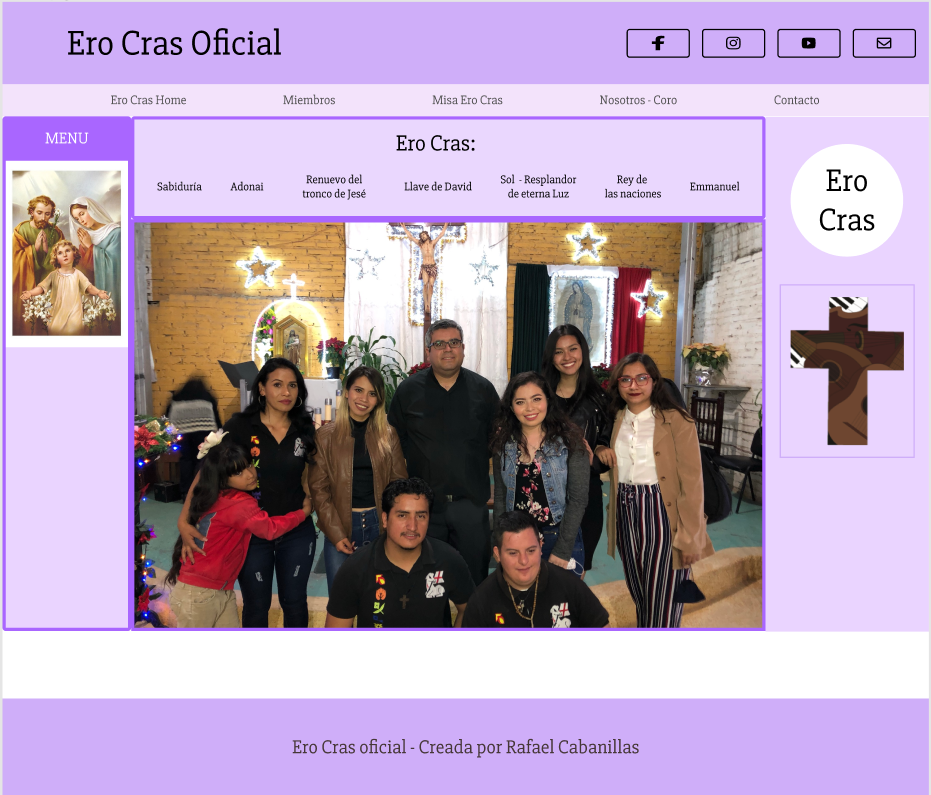 Ero Cras Oficial
Ero Cras Home
Miembros
Misa Ero Cras
Nosotros - Coro
Contacto
MENU
Ero Cras:
Sabiduría
Adonai
Renuevo del
tronco de Jesé
Llave de David
Sol - Resplandor
de eterna Luz
Rey de
las naciones
Emmanuel
Ero
Cras
Ero Cras oficial - Creada por Rafael Cabanillas